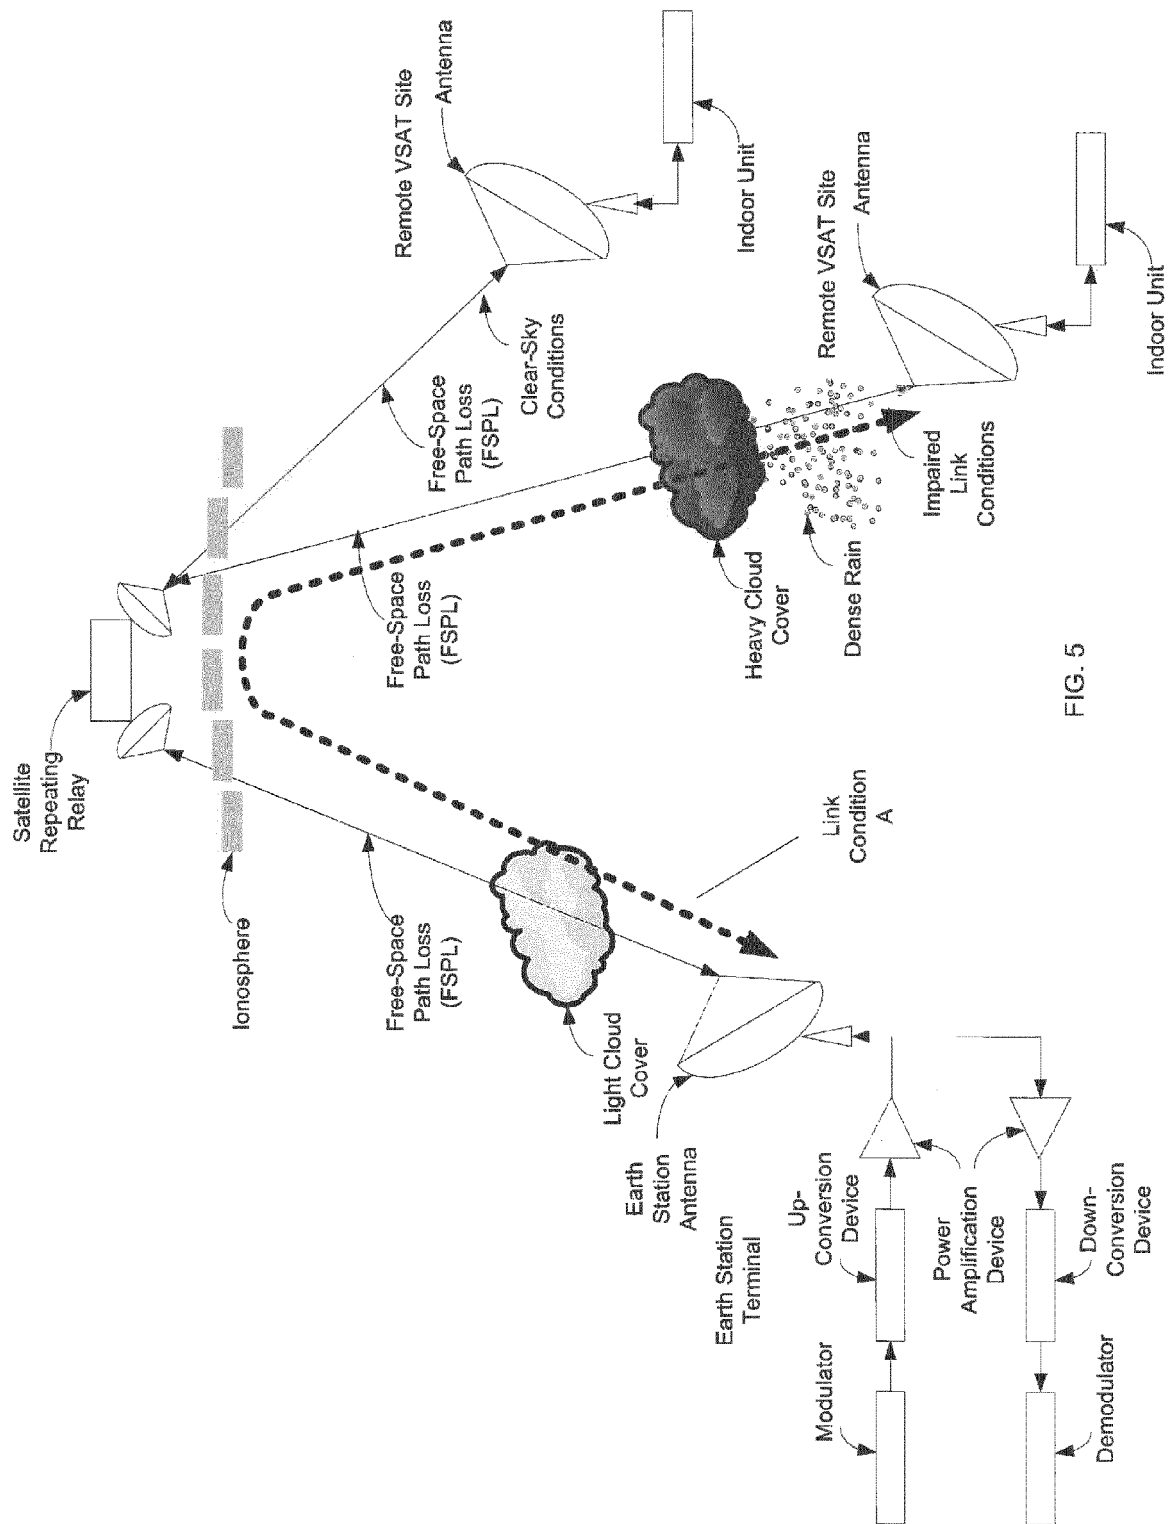 Satellite
Repeating
Relay
Ionosphere
Free-Space
Path Loss
(FSPL)
Light Cloud
Cover
Earth
Station
Antenna
Earth Station
Terminal
Modulator
Up-
Conversion
Device
Power
Amplification
Device
Demodulator
Down-
Conversion
Device
Link
Condition
A
Free-Space
Path Loss
(FSPL)
Heavy Cloud
Cover
Dense Rain
Impaired
Link
Conditions
Free-Space
Path Loss
(FSPL)
Clear-Sky
Conditions
Remote VSAT Site
Antenna
Indoor Unit
Remote VSAT Site
Antenna
Indoor Unit
FIG. 5